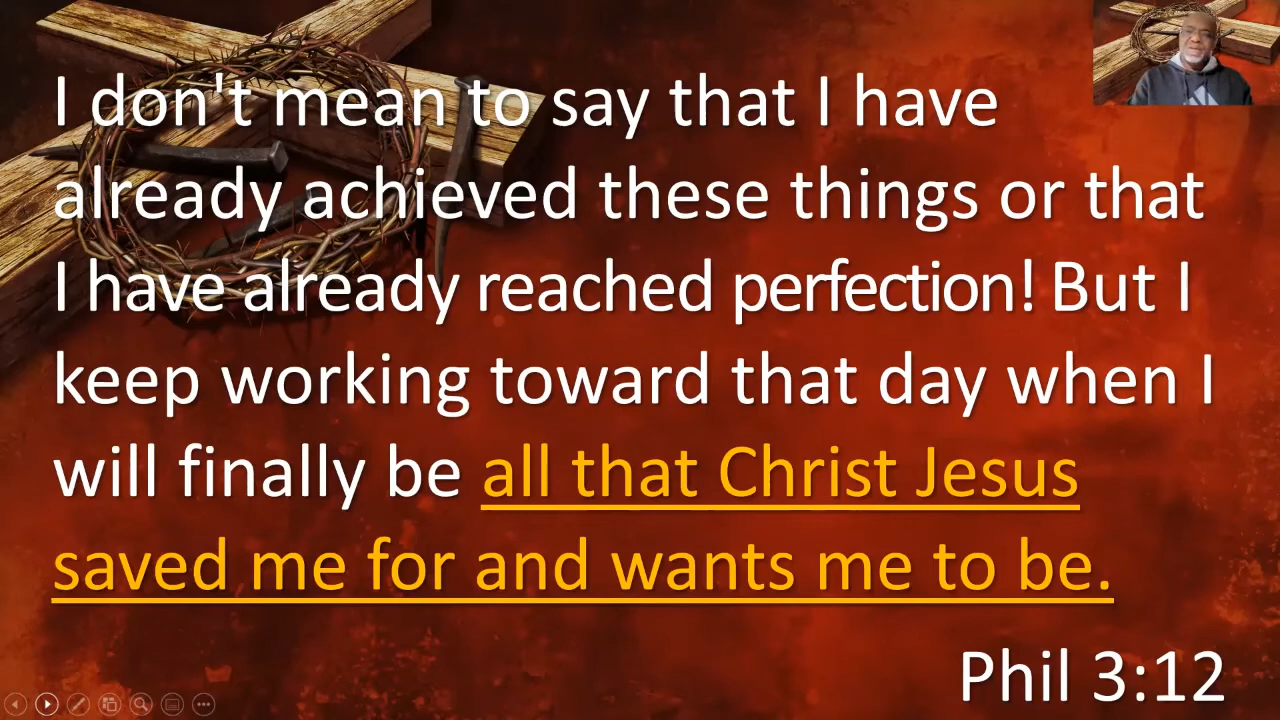 I don't mean to say that I have
already achieved these things or that
I have already reached perfection! But I
keep working toward that day when I
will finally be all that Christ Jesus
saved me for and wants me to be.
Phil 3:12